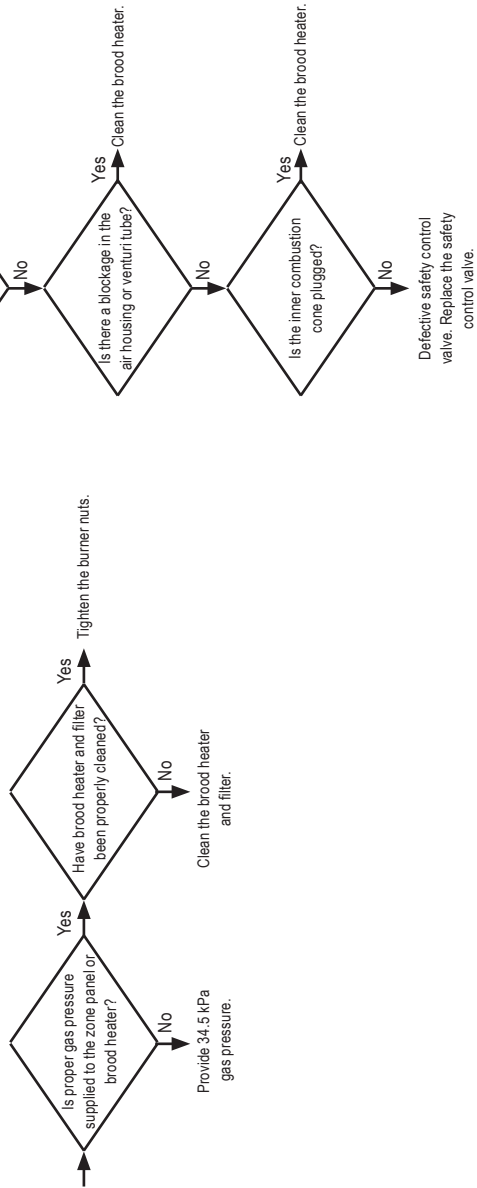 Is proper gas pressure
supplied to the zone panel or
brood heater?
Yes
No
Provide 34.5 kPa
gas pressure.
Have brood heater and filter
been properly cleaned?
Yes
Tighten the burner nuts.
No
Clean the brood heater
and filter.
No
Is there a blockage in the
air housing or venturi tube?
Yes
Clean the brood heater.
No
Is the inner combustion
cone plugged?
Yes
Clean the brood heater.
No
Defective safety control
valve. Replace the safety
control valve.